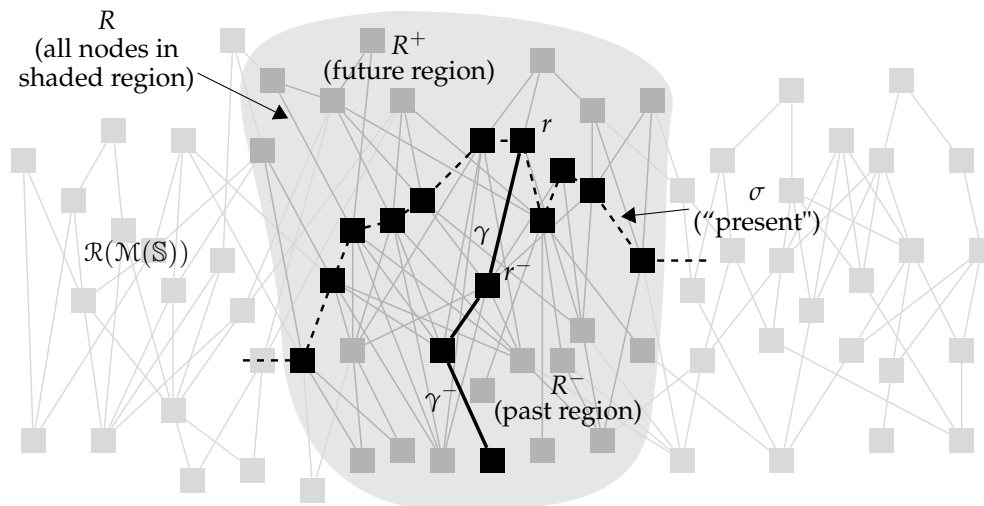 R
(all nodes in
shaded region)
R⁺
(future region)
r
σ
(“present")
γ
ℛ(ℳ(𝕊))
r⁻
R⁻
γ⁻
(past region)